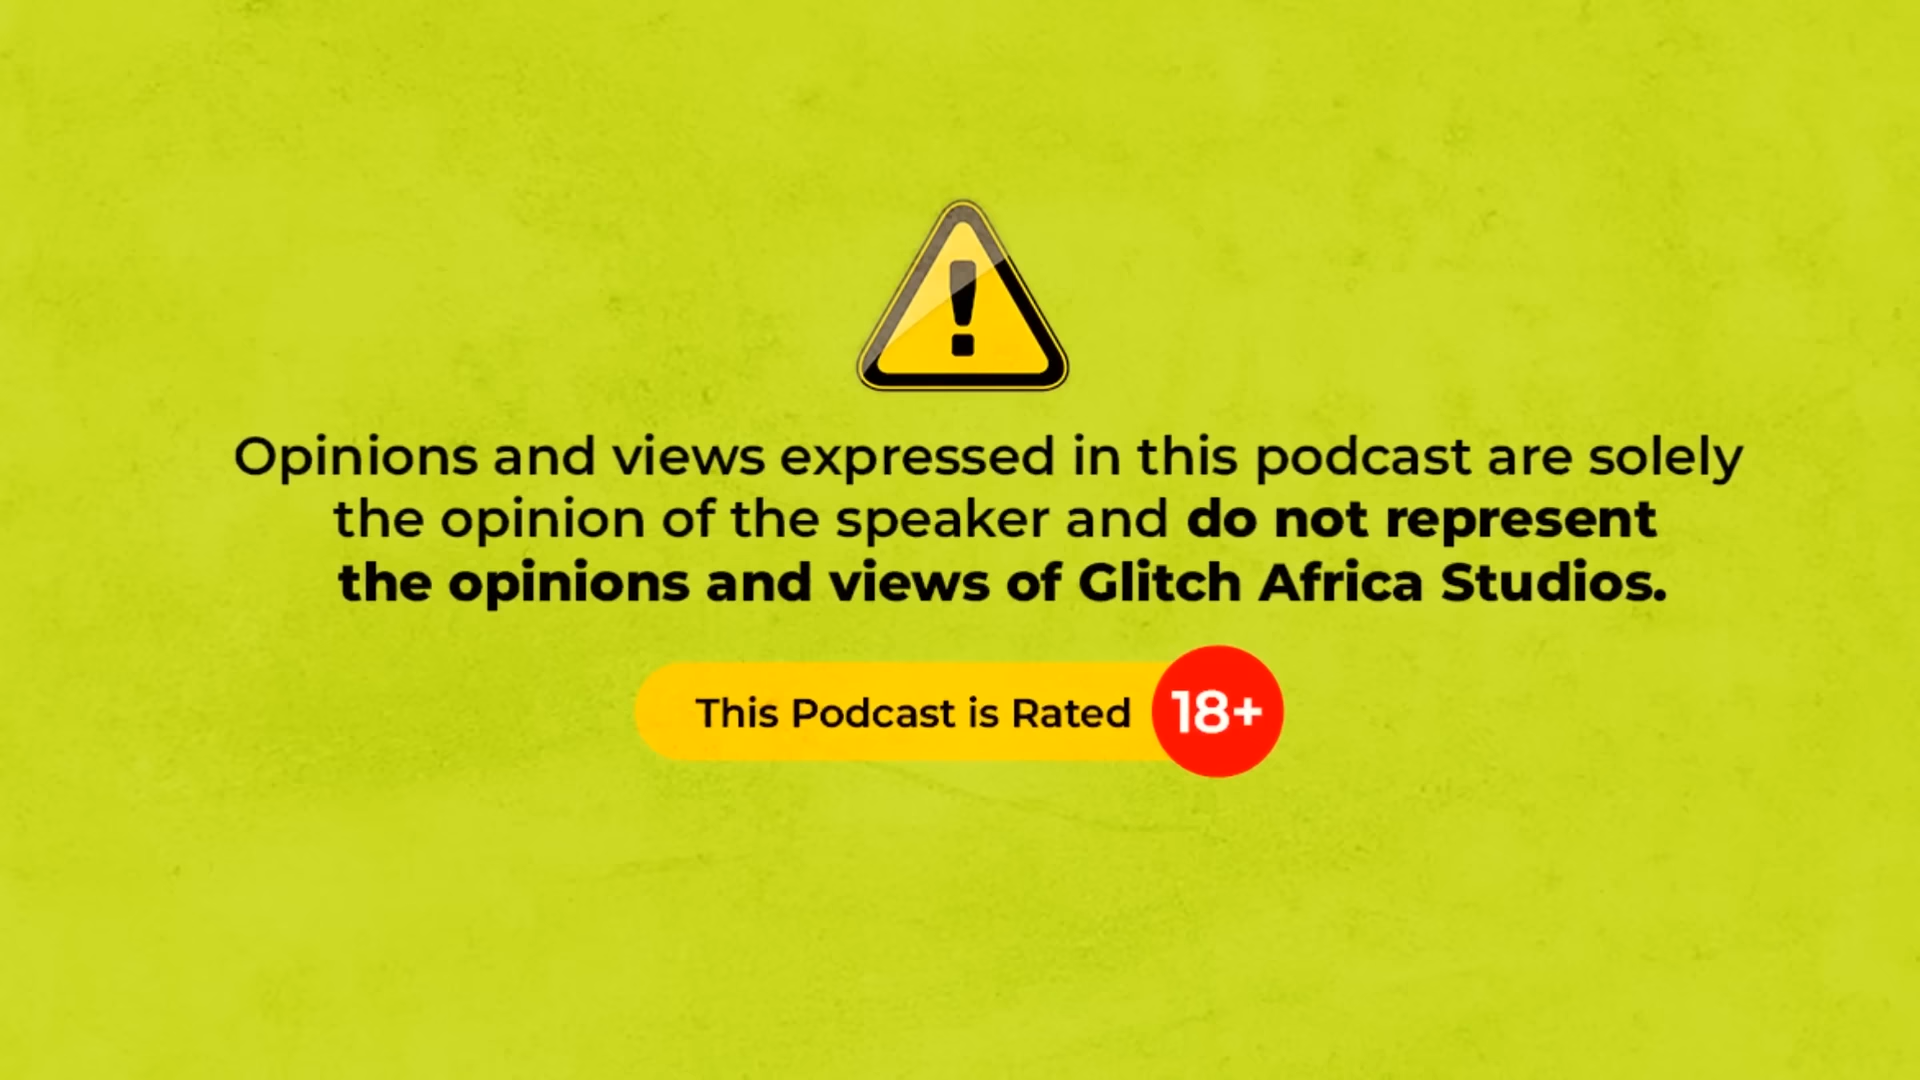 Opinions and views expressed in this podcast are solely
the opinion of the speaker and do not represent
the opinions and views of Glitch Africa Studios.
This Podcast is Rated 18+